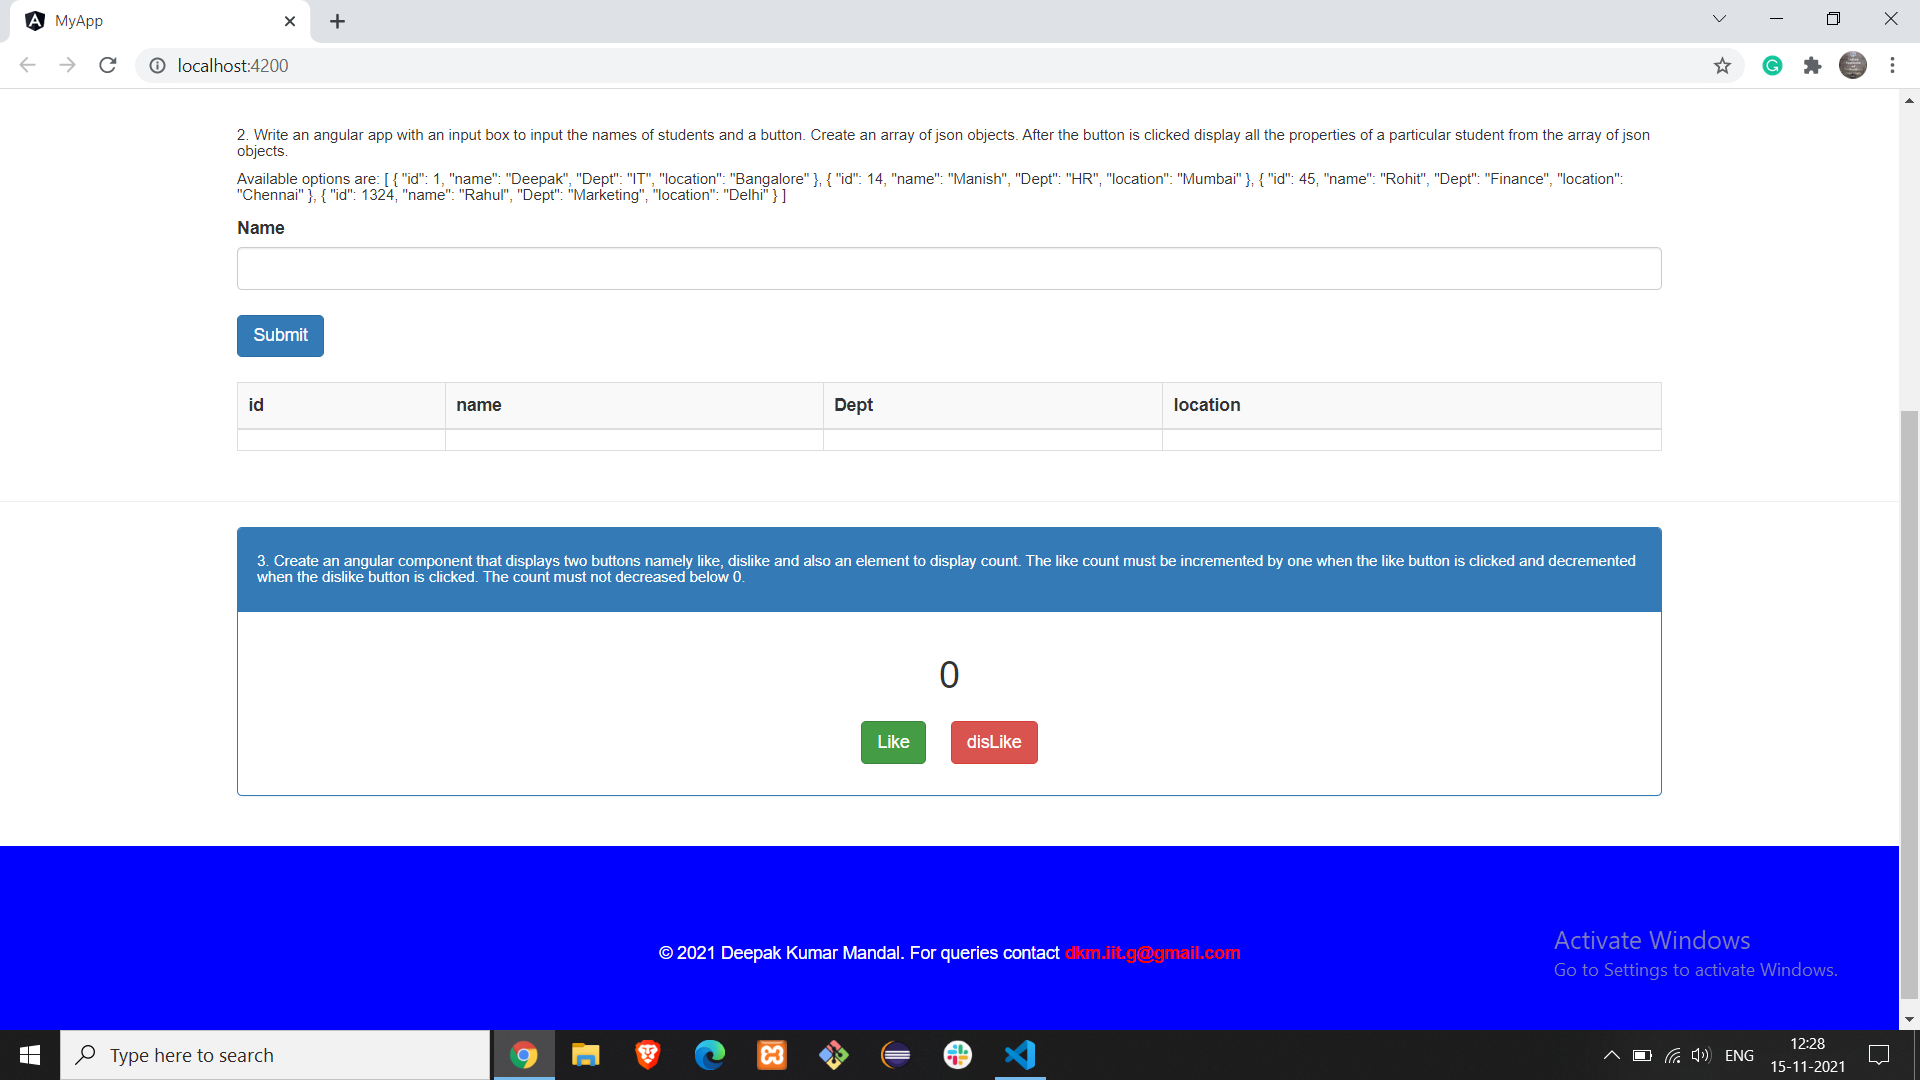 MyApp
localhost:4200
2. Write an angular app with an input box to input the names of students and a button. Create an array of json objects. After the button is clicked display all the properties of a particular student from the array of json
objects.
Available options are: [ { "id": 1, "name": "Deepak", "Dept": "IT", "location": "Bangalore" }, { "id": 14, "name": "Manish", "Dept": "HR", "location": "Mumbai" }, { "id": 45, "name": "Rohit", "Dept": "Finance", "location":
"Chennai" }, { "id": 1324, "name": "Rahul", "Dept": "Marketing", "location": "Delhi" } ]
Name
Submit
id name Dept location
3. Create an angular component that displays two buttons namely like, dislike and also an element to display count. The like count must be incremented by one when the like button is clicked and decremented
when the dislike button is clicked. The count must not decreased below 0.
0
Like disLike
© 2021 Deepak Kumar Mandal. For queries contact dkm.iit.g@gmail.com
Activate Windows
Go to Settings to activate Windows.
Type here to search
ENG
12:28
15-11-2021